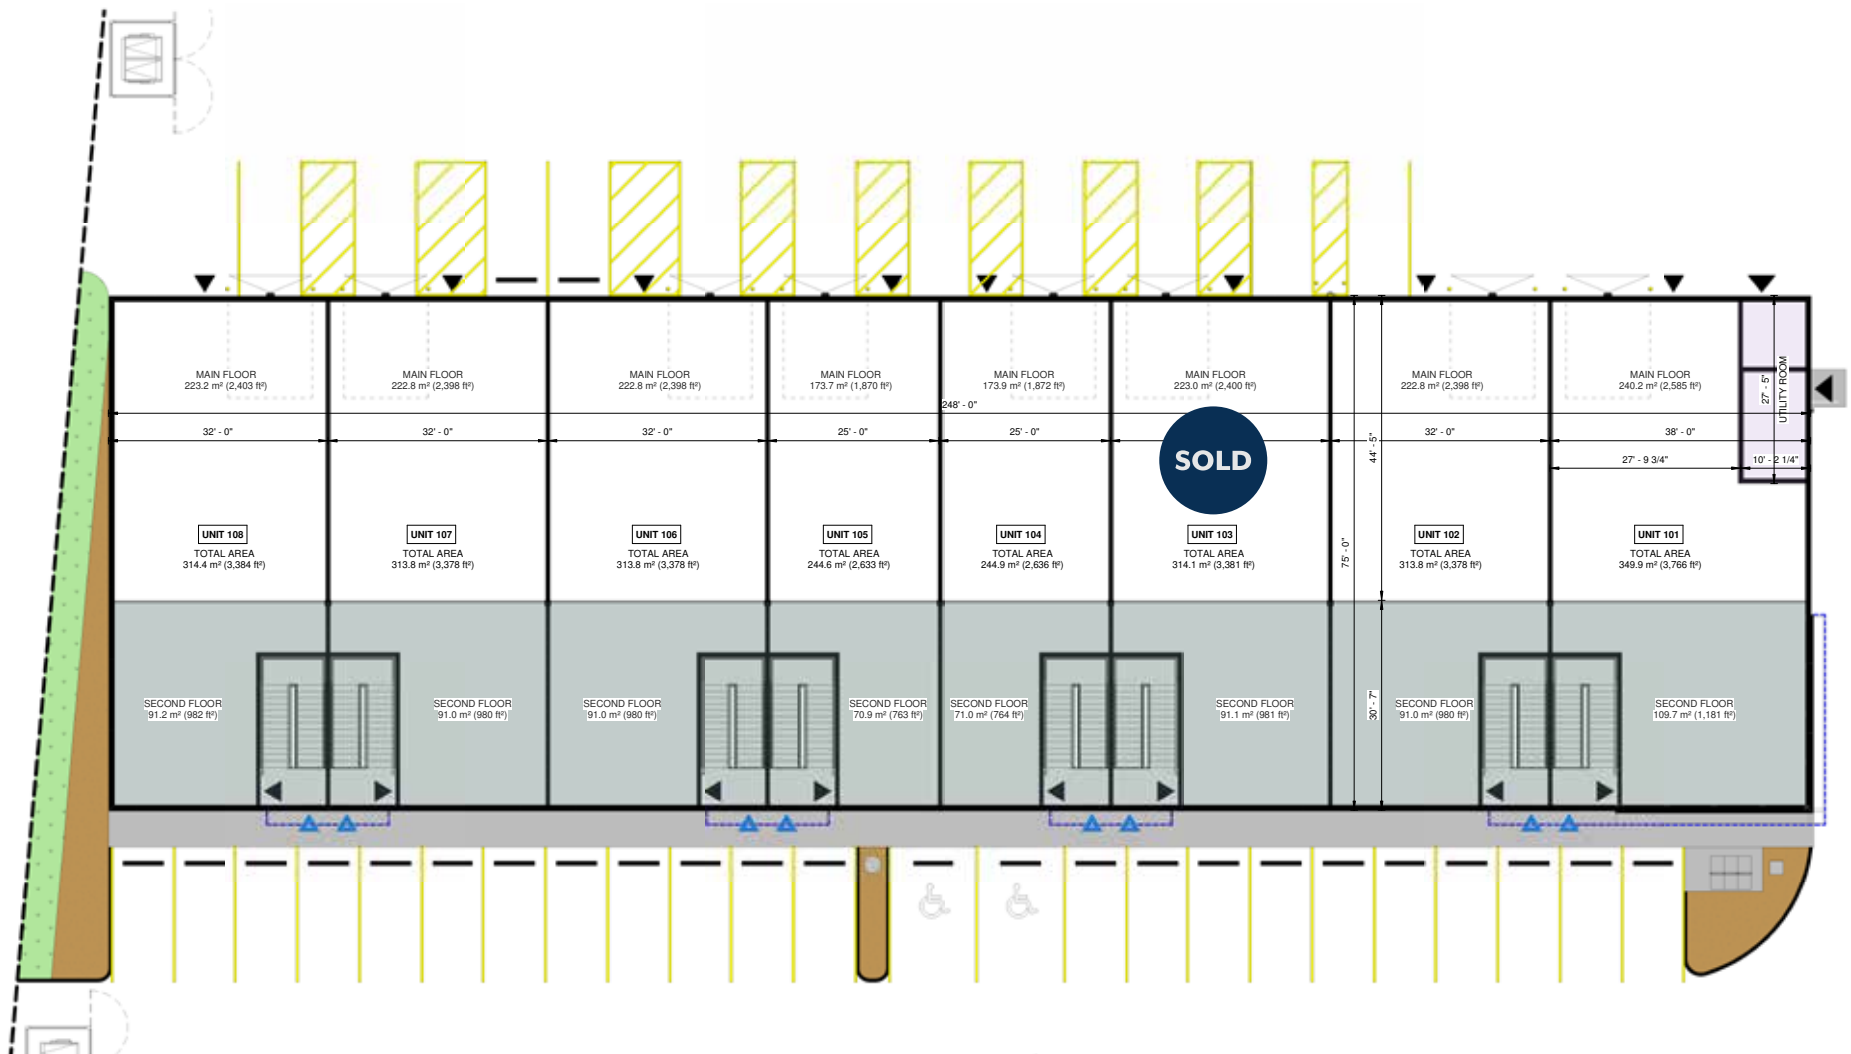 MAIN FLOOR
223.2 m² (2,403 ft²)
MAIN FLOOR
222.8 m² (2,398 ft²)
MAIN FLOOR
222.8 m² (2,398 ft²)
MAIN FLOOR
173.7 m² (1,870 ft²)
MAIN FLOOR
173.9 m² (1,872 ft²)
MAIN FLOOR
223.0 m² (2,400 ft²)
MAIN FLOOR
222.8 m² (2,398 ft²)
MAIN FLOOR
240.2 m² (2,585 ft²)
27' - 5"
UTILITY ROOM
248' - 0"
32' - 0"
32' - 0"
32' - 0"
25' - 0"
25' - 0"
32' - 0"
38' - 0"
SOLD
44' - 5"
27' - 9 3/4"
10' - 2 1/4"
75' - 0"
UNIT 108
TOTAL AREA
314.4 m² (3,384 ft²)
UNIT 107
TOTAL AREA
313.8 m² (3,378 ft²)
UNIT 106
TOTAL AREA
313.8 m² (3,378 ft²)
UNIT 105
TOTAL AREA
244.6 m² (2,633 ft²)
UNIT 104
TOTAL AREA
244.9 m² (2,636 ft²)
UNIT 103
TOTAL AREA
314.1 m² (3,381 ft²)
UNIT 102
TOTAL AREA
313.8 m² (3,378 ft²)
UNIT 101
TOTAL AREA
349.9 m² (3,766 ft²)
SECOND FLOOR
91.2 m² (982 ft²)
SECOND FLOOR
91.0 m² (980 ft²)
SECOND FLOOR
91.0 m² (980 ft²)
SECOND FLOOR
70.9 m² (763 ft²)
SECOND FLOOR
71.0 m² (764 ft²)
SECOND FLOOR
91.1 m² (981 ft²)
30' - 7"
SECOND FLOOR
91.0 m² (980 ft²)
SECOND FLOOR
109.7 m² (1,181 ft²)